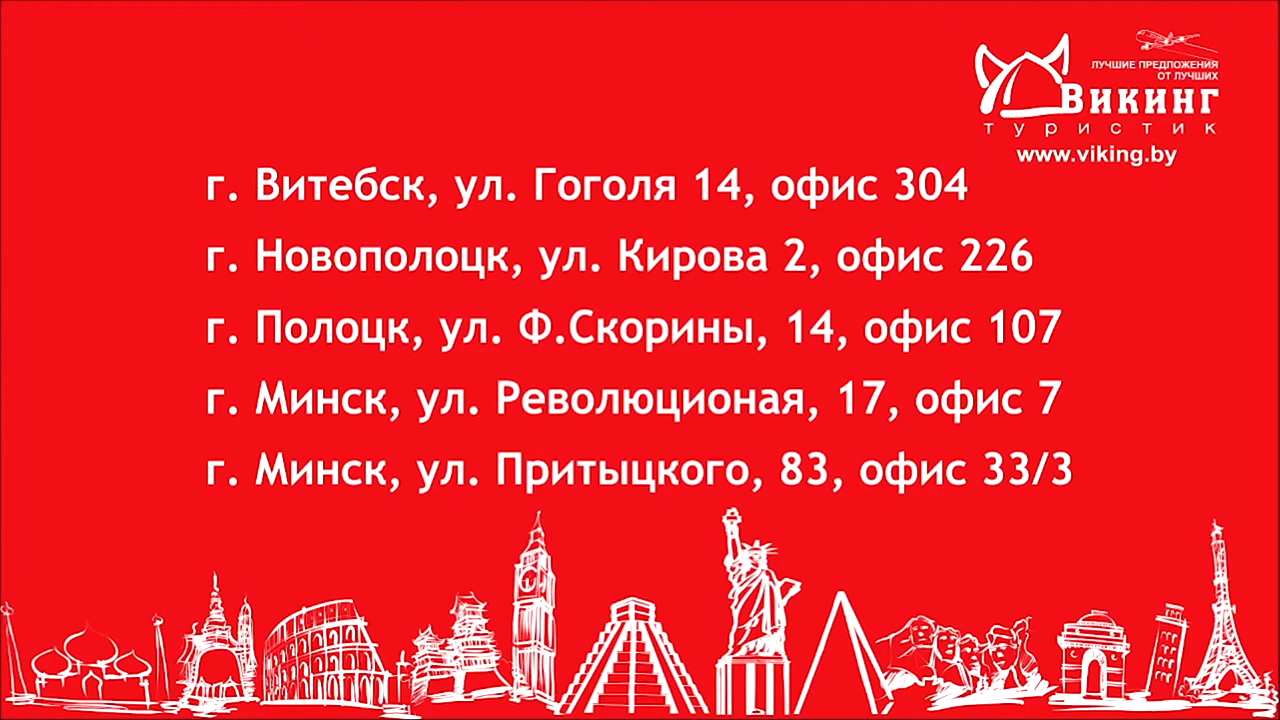 ЛУЧШИЕ ПРЕДЛОЖЕНИЯ
ОТ ЛУЧШИХ
Викинг
туристик
www.viking.by
г. Витебск, ул. Гоголя 14, офис 304
г. Новополоцк, ул. Кирова 2, офис 226
г. Полоцк, ул. Ф.Скорины, 14, офис 107
г. Минск, ул. Революционая, 17, офис 7
г. Минск, ул. Притыцкого, 83, офис 33/3